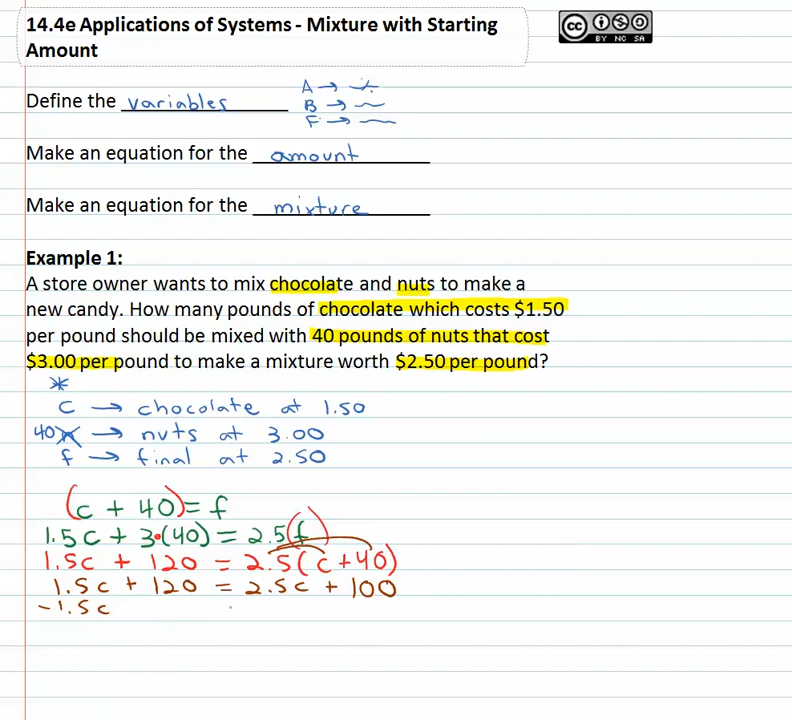 14.4e Applications of Systems - Mixture with Starting
Amount
CC BY NC SA
Define the variables
A →
B →
F →
Make an equation for the amount
Make an equation for the mixture
Example 1:
A store owner wants to mix chocolate and nuts to make a
new candy. How many pounds of chocolate which costs $1.50
per pound should be mixed with 40 pounds of nuts that cost
$3.00 per pound to make a mixture worth $2.50 per pound?
*
c → chocolate at 1.50
40 → nuts at 3.00
f → final at 2.50
(c + 40) = f
1.5c + 3•(40) = 2.5(f)
1.5c + 120 = 2.5(c+40)
1.5c + 120 = 2.5c + 100
-1.5c